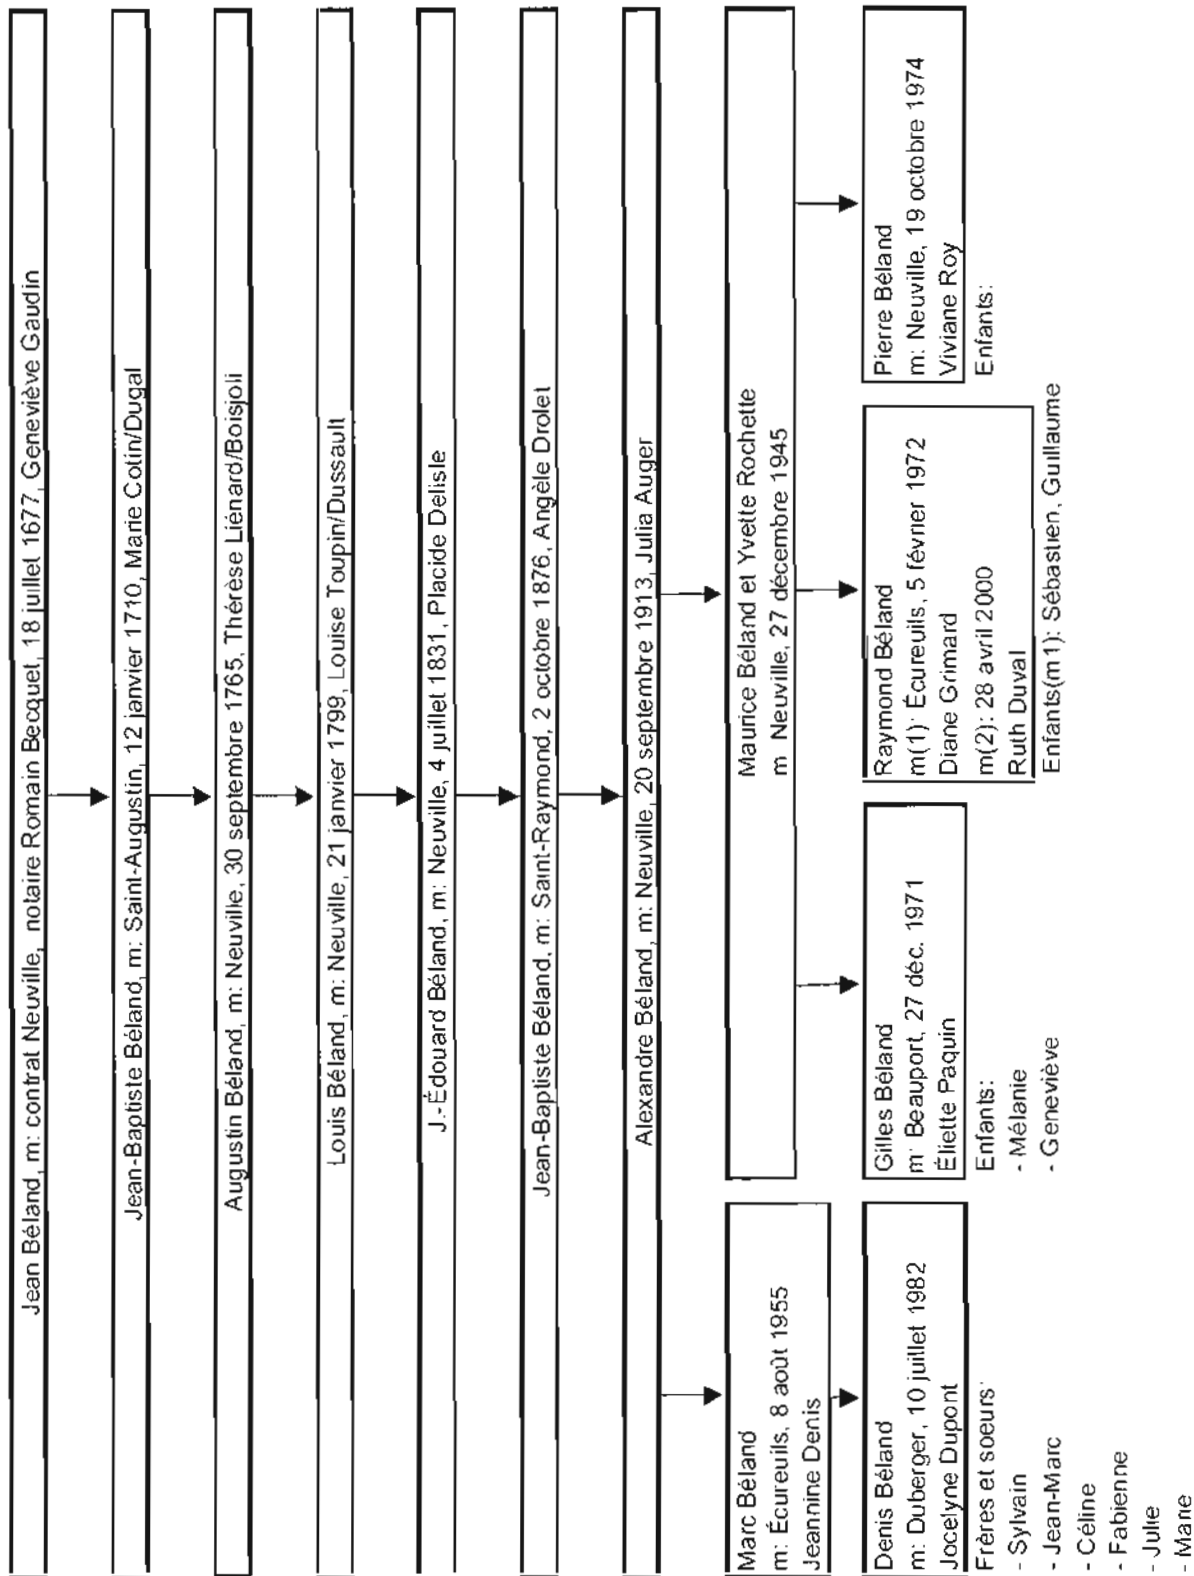 Jean Béland, m: contrat Neuville, notaire Romain Becquet, 18 juillet 1677, Geneviève Gaudin
Jean-Baptiste Béland, m: Saint-Augustin, 12 janvier 1710, Marie Cotin/Dugal
Augustin Béland, m: Neuville, 30 septembre 1765, Thérèse Liénard/Boisjoli
Louis Béland, m: Neuville, 21 janvier 1799, Louise Toupin/Dussault
J.-Édouard Béland, m: Neuville, 4 juillet 1831, Placide Delisle
Jean-Baptiste Béland, m: Saint-Raymond, 2 octobre 1876, Angèle Drolet
Alexandre Béland, m: Neuville, 20 septembre 1913, Julia Auger
Marc Béland
m: Écureuils, 8 août 1955
Jeannine Denis
Maurice Béland et Yvette Rochette
m Neuville, 27 décembre 1945
Denis Béland
m: Duberger, 10 juillet 1982
Jocelyne Dupont
Frères et soeurs:
- Sylvain
- Jean-Marc
- Céline
- Fabienne
- Julie
- Marie
Gilles Béland
m: Beauport, 27 déc. 1971
Éliette Paquin
Enfants:
- Mélanie
- Geneviève
Raymond Béland
m(1): Écureuils, 5 février 1972
Diane Grimard
m(2): 28 avril 2000
Ruth Duval
Enfants(m1): Sébastien, Guillaume
Pierre Béland
m: Neuville, 19 octobre 1974
Viviane Roy
Enfants: